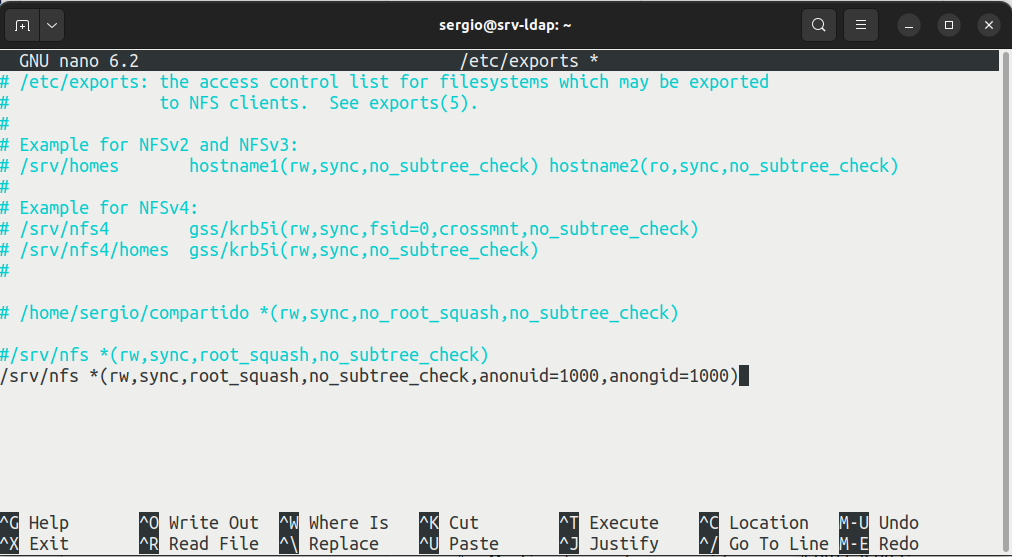 sergio@srv-ldap: ~
GNU nano 6.2 /etc/exports *
# /etc/exports: the access control list for filesystems which may be exported
# to NFS clients. See exports(5).
#
# Example for NFSv2 and NFSv3:
# /srv/homes hostname1(rw,sync,no_subtree_check) hostname2(ro,sync,no_subtree_check)
#
# Example for NFSv4:
# /srv/nfs4 gss/krb5i(rw,sync,fsid=0,crossmnt,no_subtree_check)
# /srv/nfs4/homes gss/krb5i(rw,sync,no_subtree_check)
#
# /home/sergio/compartido *(rw,sync,no_root_squash,no_subtree_check)
#/srv/nfs *(rw,sync,root_squash,no_subtree_check)
/srv/nfs *(rw,sync,root_squash,no_subtree_check,anonuid=1000,anongid=1000)
^G Help ^O Write Out ^W Where Is ^K Cut ^T Execute ^C Location M-U Undo
^X Exit ^R Read File ^\ Replace ^U Paste ^J Justify ^/ Go To Line M-E Redo